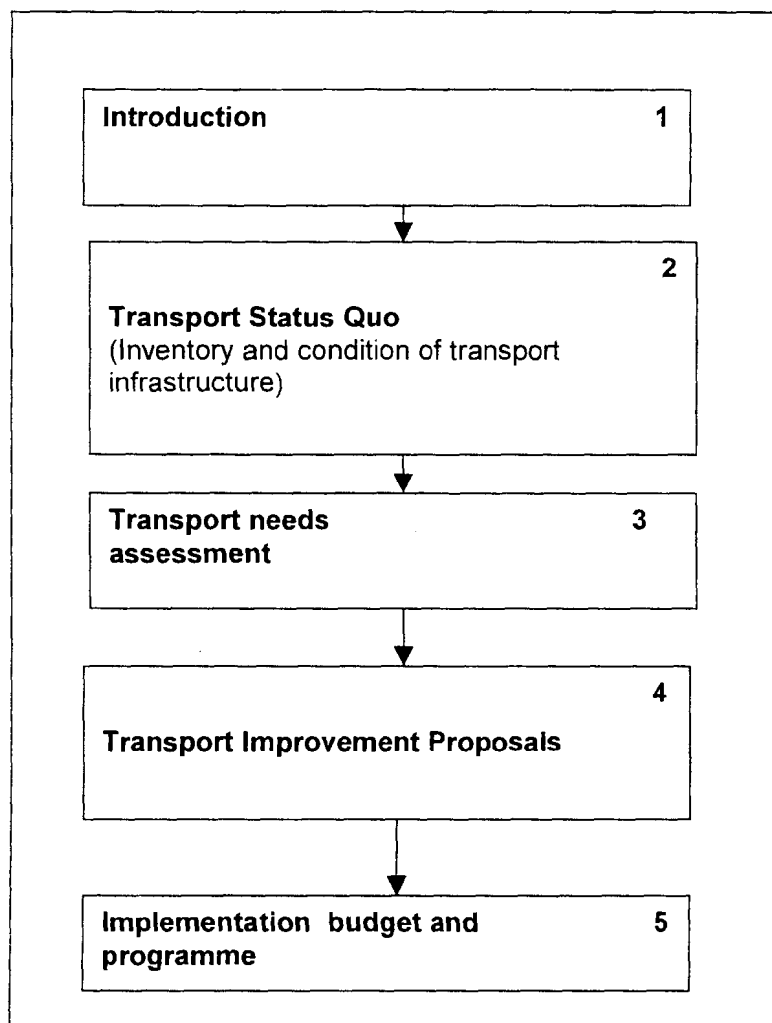 Introduction 1
2
Transport Status Quo
(Inventory and condition of transport
infrastructure)
Transport needs 3
assessment
4
Transport Improvement Proposals
Implementation budget and 5
programme